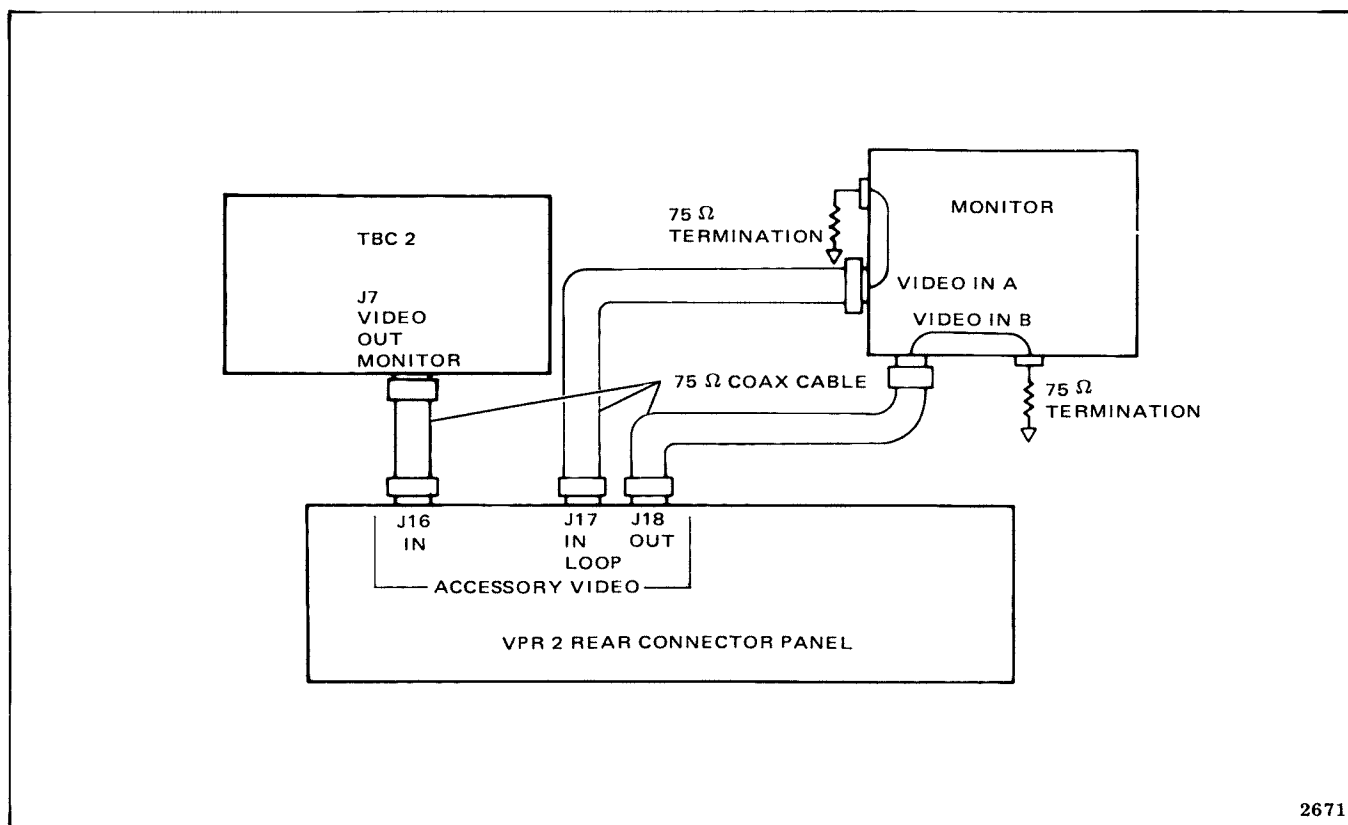 TBC 2
J7
VIDEO
OUT
MONITOR
75 Ω
TERMINATION
MONITOR
VIDEO IN A
VIDEO IN B
75 Ω COAX CABLE
75 Ω
TERMINATION
J16
IN
J17
IN
LOOP
J18
OUT
ACCESSORY VIDEO
VPR 2 REAR CONNECTOR PANEL
2671